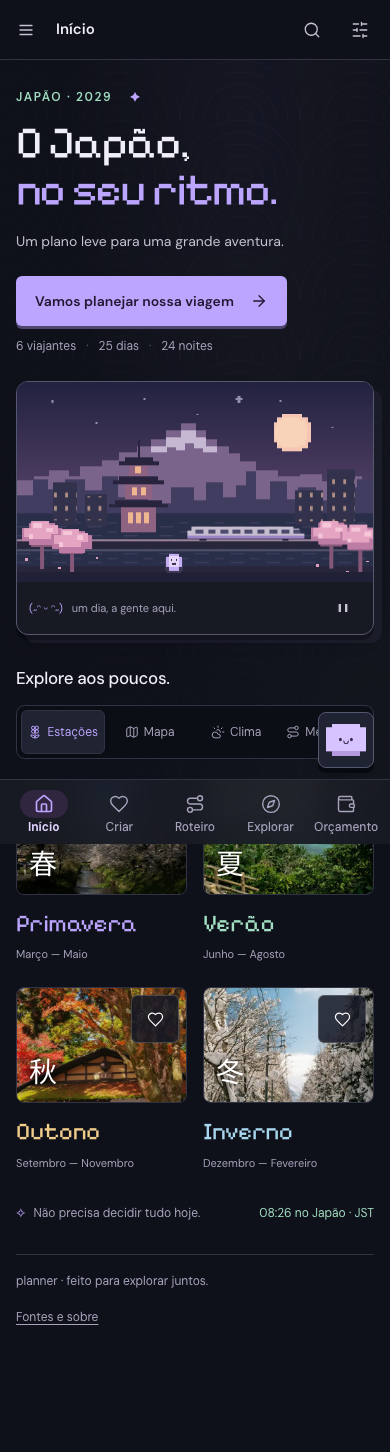 Início
JAPÃO · 2029
O Japão,
no seu ritmo.
Um plano leve para uma grande aventura.
Vamos planejar nossa viagem
6 viajantes · 25 dias · 24 noites
um dia, a gente aqui.
Explore aos poucos.
Estações Mapa Clima
Início Criar Roteiro Explorar Orçamento
春 夏
Primavera Verão
Março — Maio Junho — Agosto
秋 冬
Outono Inverno
Setembro — Novembro Dezembro — Fevereiro
Não precisa decidir tudo hoje. 08:26 no Japão · JST
planner · feito para explorar juntos.
Fontes e sobre